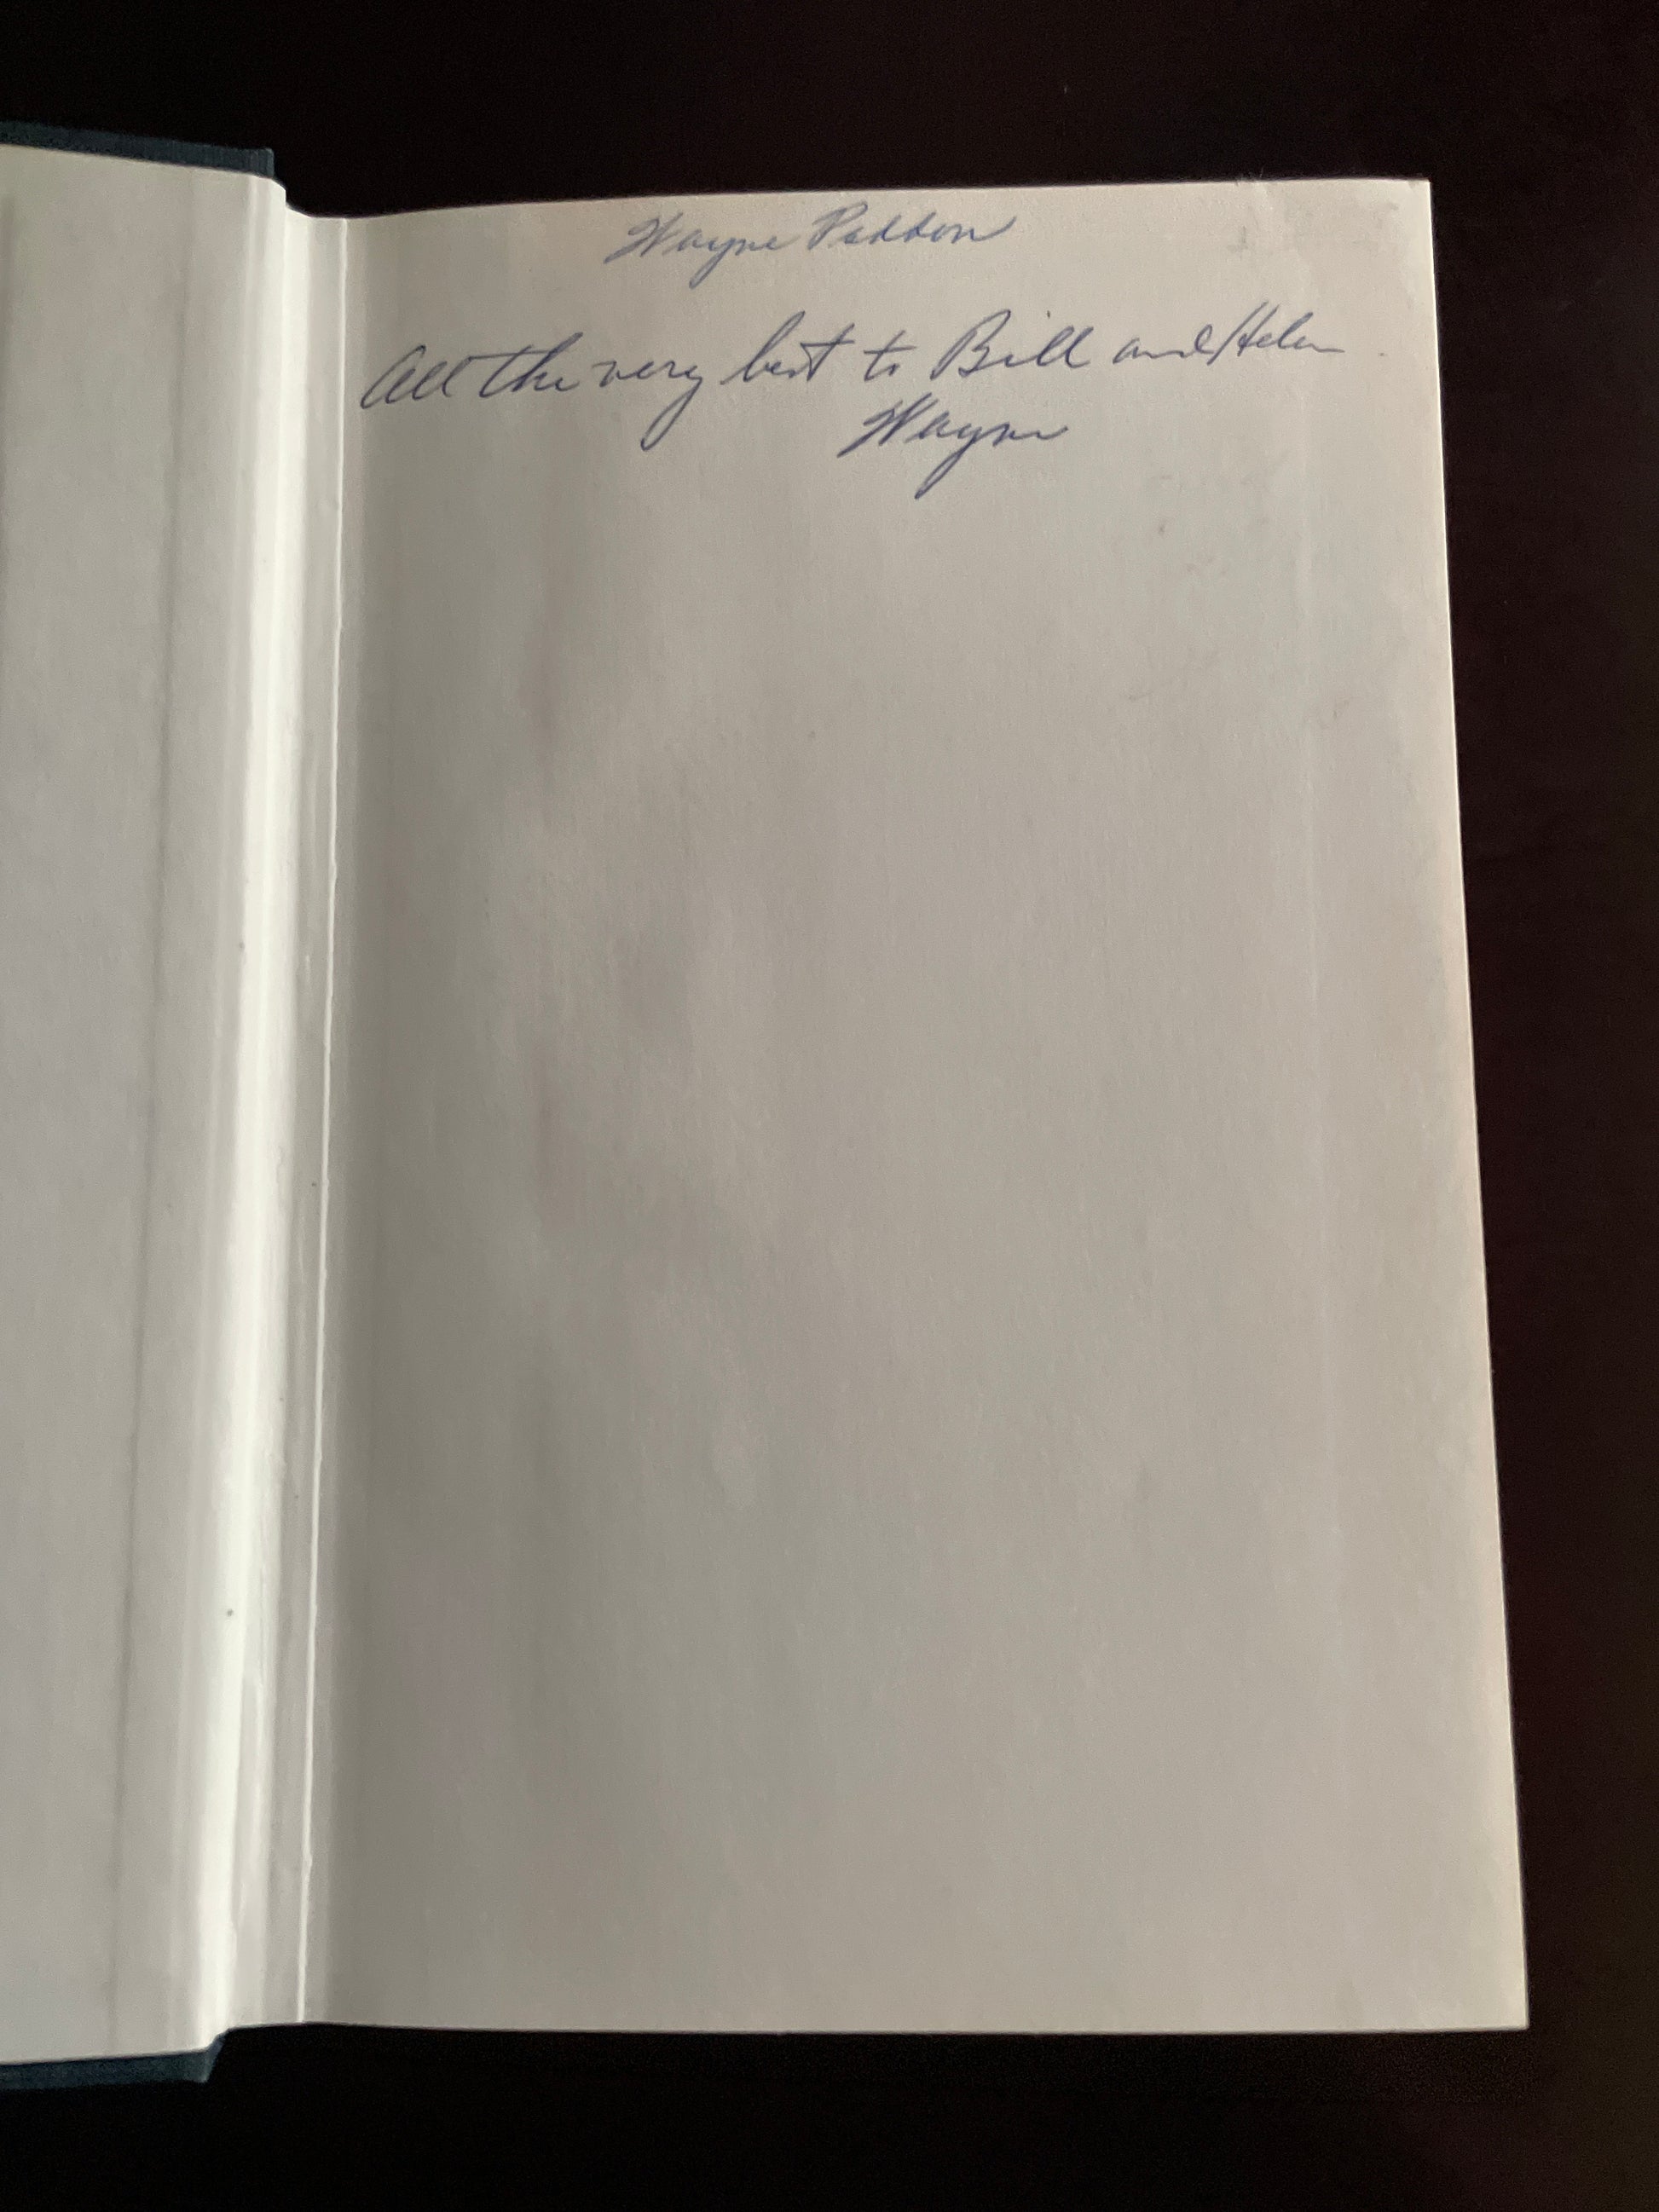 Wayne Paddon
All the very best to Bill and Helen
Wayne